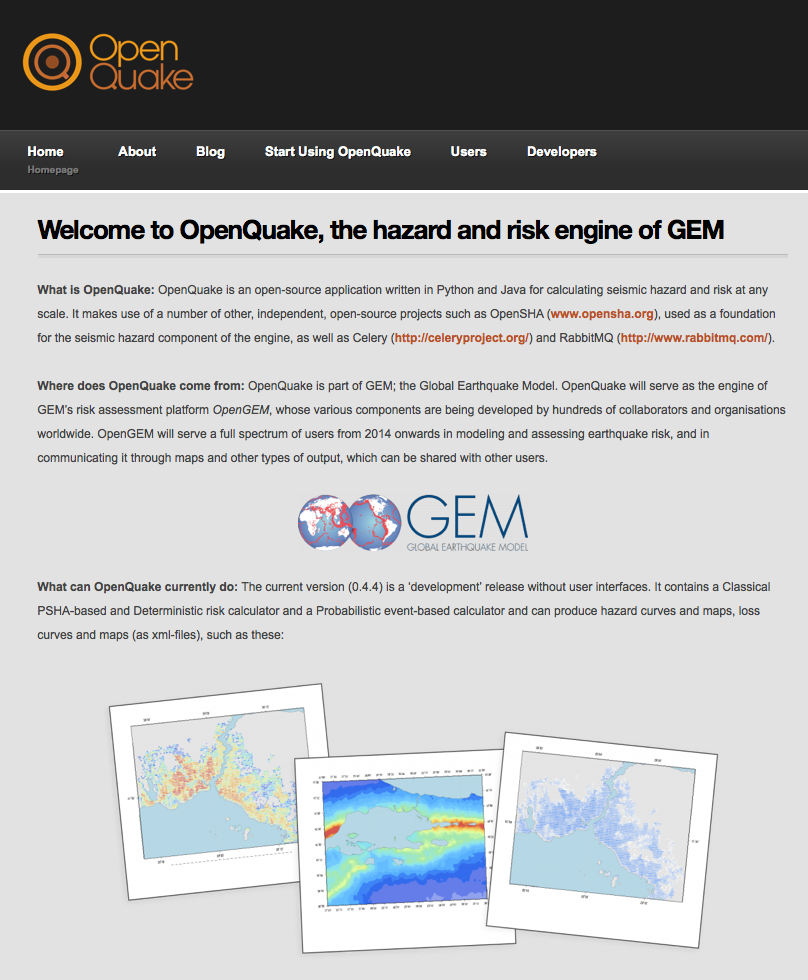 Open
Quake
Home
Homepage
About
Blog
Start Using OpenQuake
Users
Developers
Welcome to OpenQuake, the hazard and risk engine of GEM
What is OpenQuake: OpenQuake is an open-source application written in Python and Java for calculating seismic hazard and risk at any
scale. It makes use of a number of other, independent, open-source projects such as OpenSHA (www.opensha.org), used as a foundation
for the seismic hazard component of the engine, as well as Celery (http://celeryproject.org/) and RabbitMQ (http://www.rabbitmq.com/).
Where does OpenQuake come from: OpenQuake is part of GEM; the Global Earthquake Model. OpenQuake will serve as the engine of
GEM's risk assessment platform OpenGEM, whose various components are being developed by hundreds of collaborators and organisations
worldwide. OpenGEM will serve a full spectrum of users from 2014 onwards in modeling and assessing earthquake risk, and in
communicating it through maps and other types of output, which can be shared with other users.
GEM
GLOBAL EARTHQUAKE MODEL
What can OpenQuake currently do: The current version (0.4.4) is a ‘development’ release without user interfaces. It contains a Classical
PSHA-based and Deterministic risk calculator and a Probabilistic event-based calculator and can produce hazard curves and maps, loss
curves and maps (as xml-files), such as these: